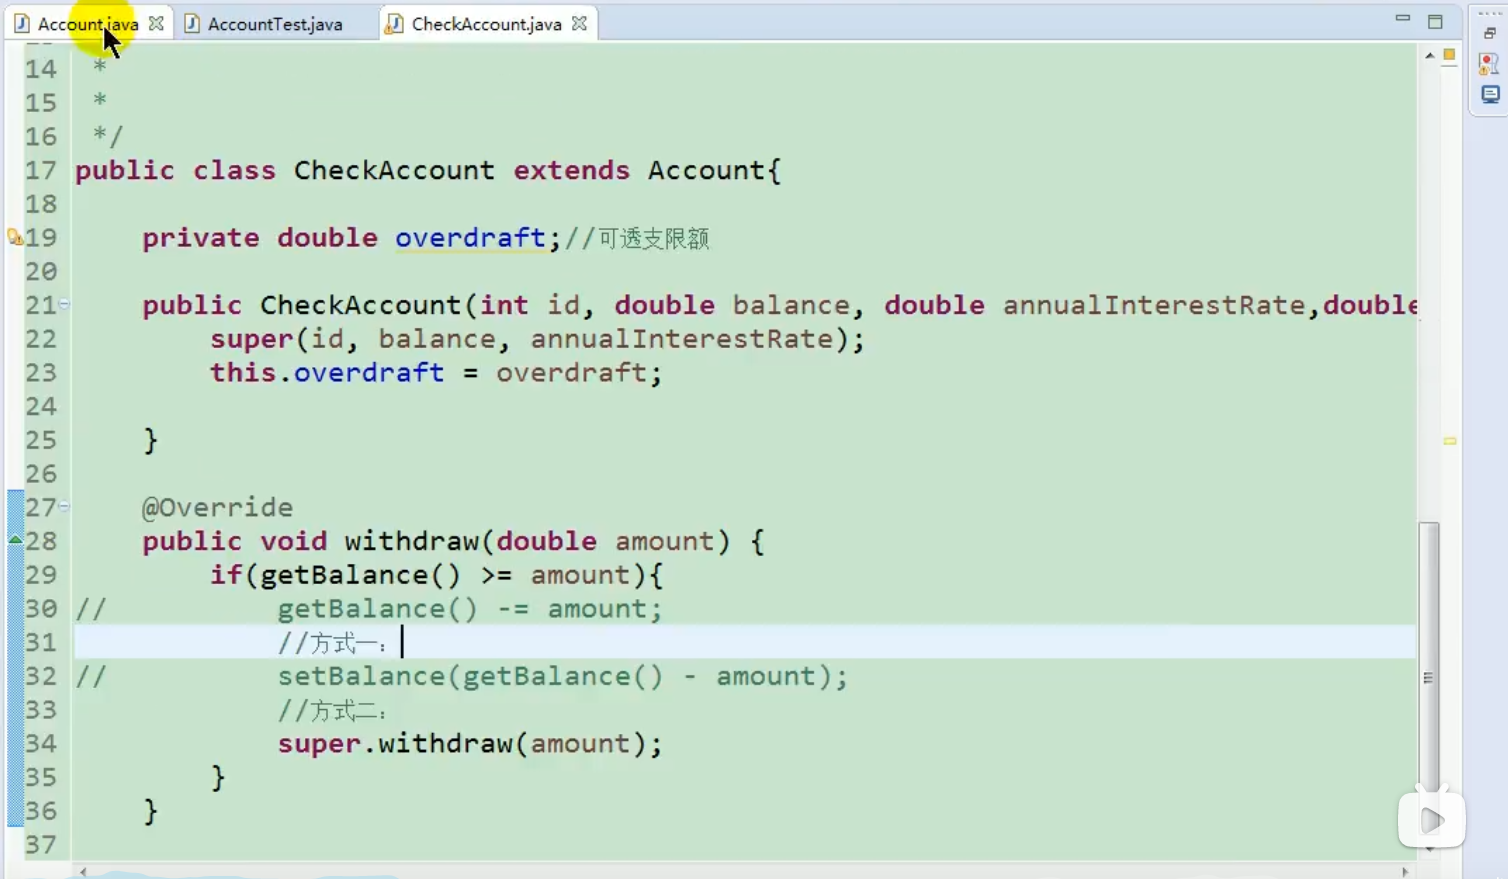 Account.java AccountTest.java CheckAccount.java
14 *
15 *
16 */
17 public class CheckAccount extends Account{
18
19 private double overdraft;//可透支限额
20
21 public CheckAccount(int id, double balance, double annualInterestRate,double
22 super(id, balance, annualInterestRate);
23 this.overdraft = overdraft;
24
25 }
26
27 @Override
28 public void withdraw(double amount) {
29 if(getBalance() >= amount){
30 // getBalance() -= amount;
31 //方式一：
32 // setBalance(getBalance() - amount);
33 //方式二：
34 super.withdraw(amount);
35 }
36 }
37